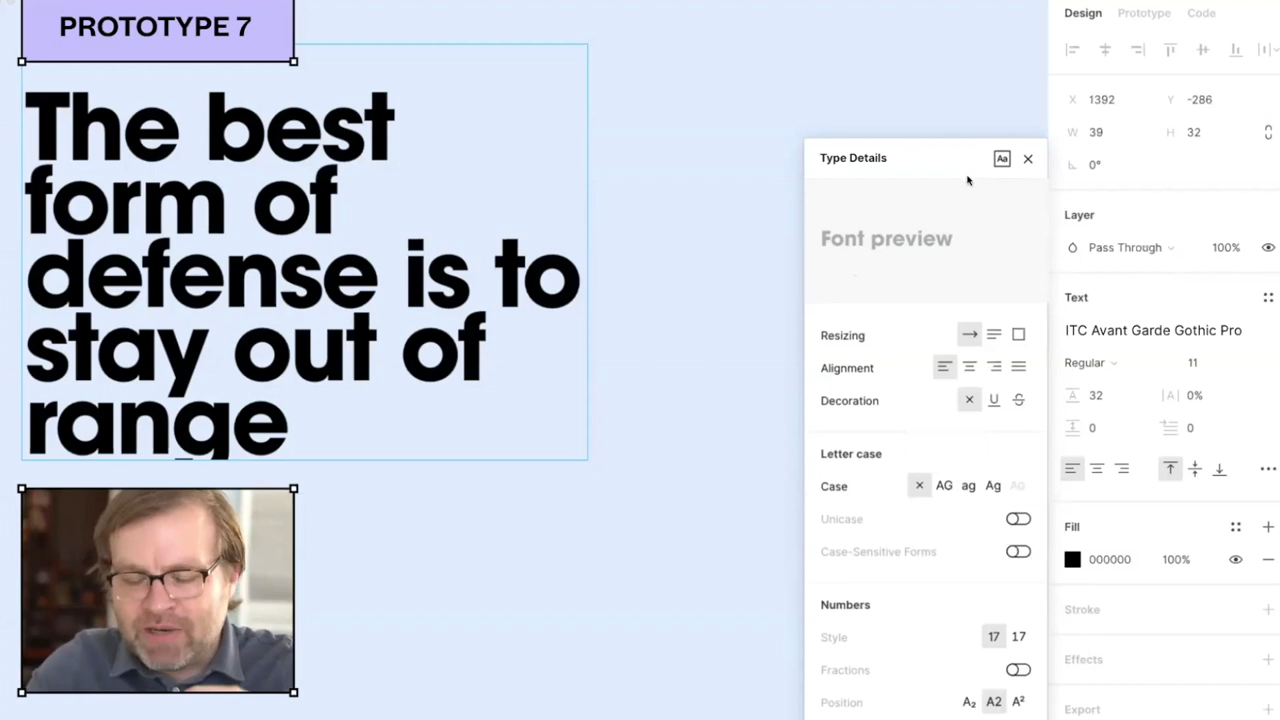 PROTOTYPE 7
The best
form of
defense is to
stay out of
range
Type Details
Aa
Font preview
Resizing
Alignment
Decoration
Letter case
Case AG ag Ag AG
Unicase
Case-Sensitive Forms
Numbers
Style 17 17
Fractions
Position A₂ A2 A²
Design Prototype Code
X 1392 Y -286
W 39 H 32
0°
Layer
Pass Through 100%
Text
ITC Avant Garde Gothic Pro
Regular 11
A 32 |A| 0%
0 0
Fill
000000 100%
Stroke
Effects
Export